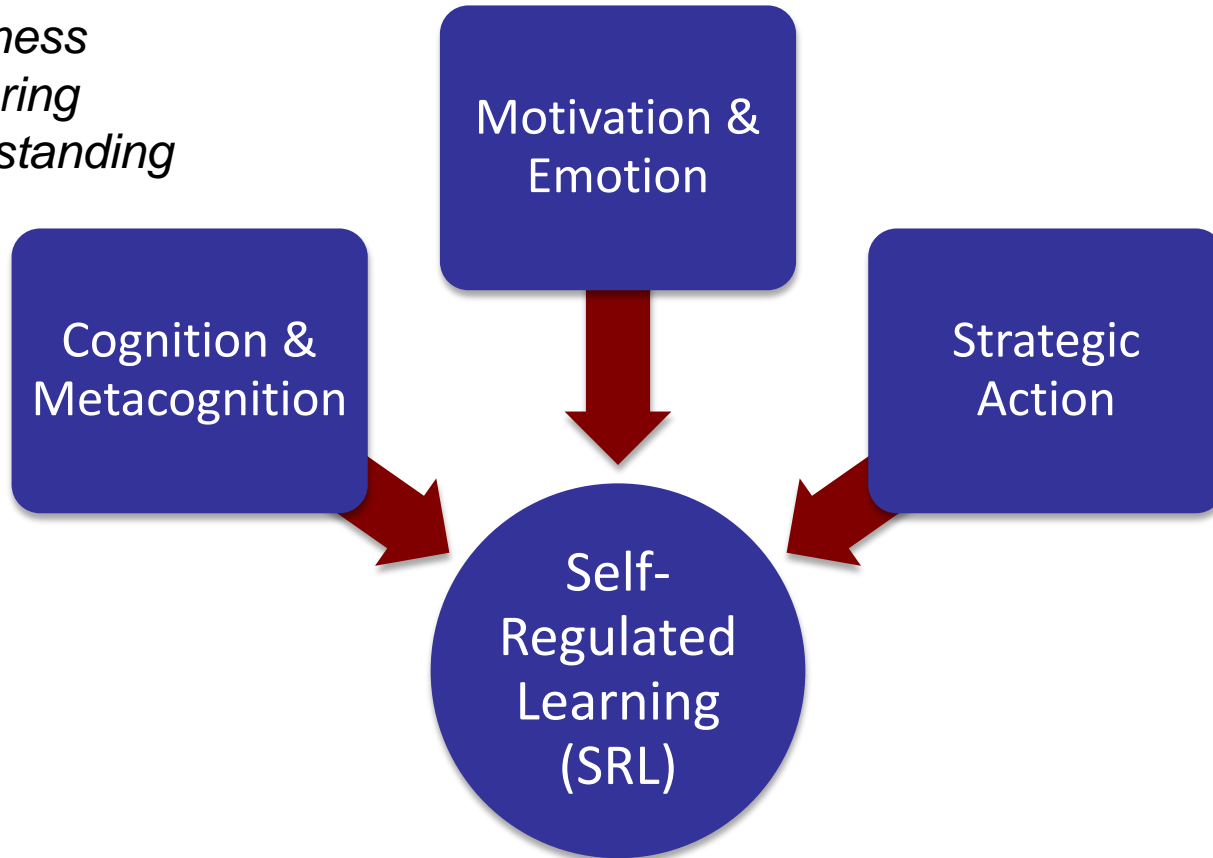 ness
ring
standing
Motivation &
Emotion
Cognition &
Metacognition
Strategic
Action
Self-
Regulated
Learning
(SRL)